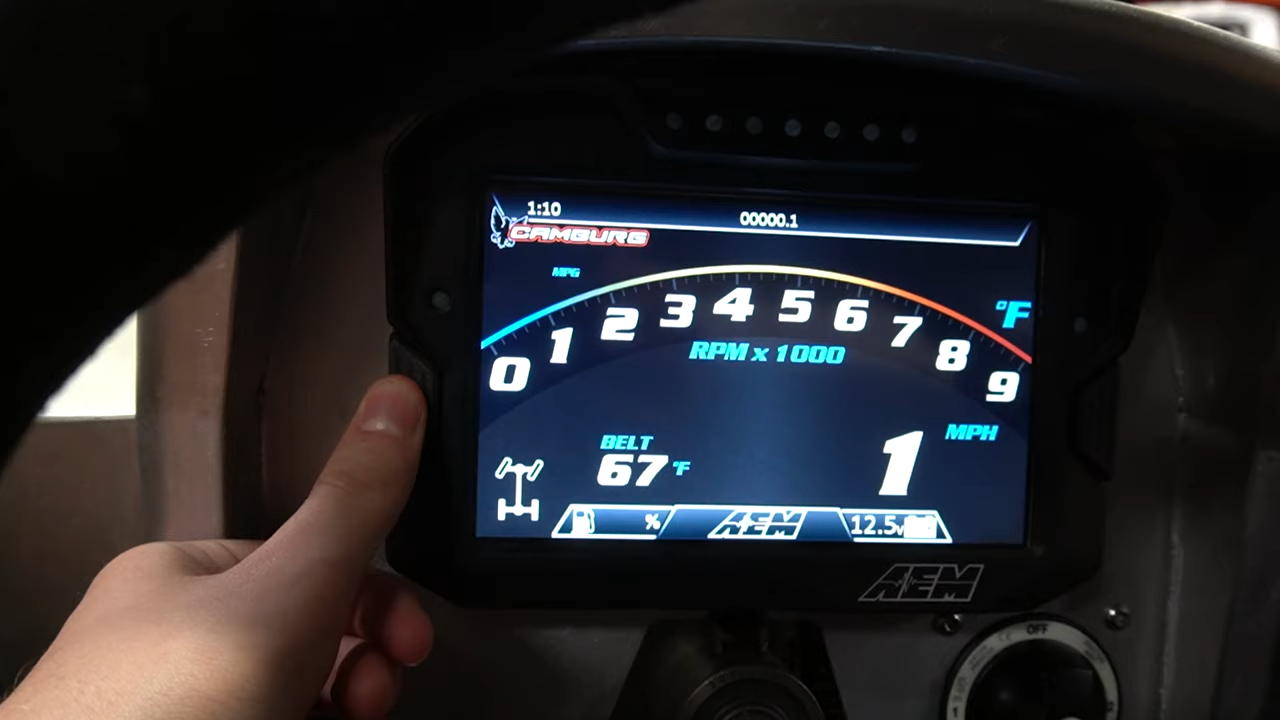 1:10
00000.1
CAMBURG
MPG
0 1 2 3 4 5 6 7 8 9
°F
RPM x 1000
BELT
67 °F
1 MPH
%
AEM
12.5v
AEM
OFF